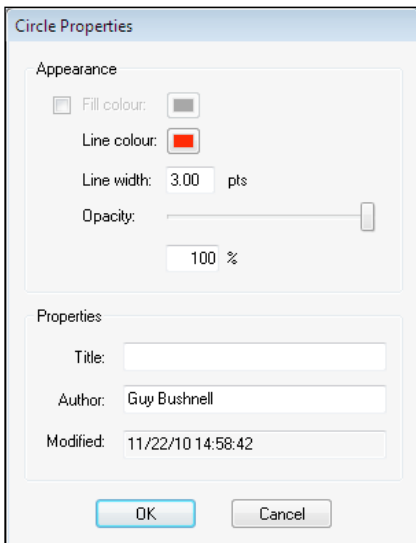 Circle Properties
Appearance
Fill colour:
Line colour:
Line width: 3.00 pts
Opacity:
100 %
Properties
Title:
Author: Guy Bushnell
Modified: 11/22/10 14:58:42
OK Cancel